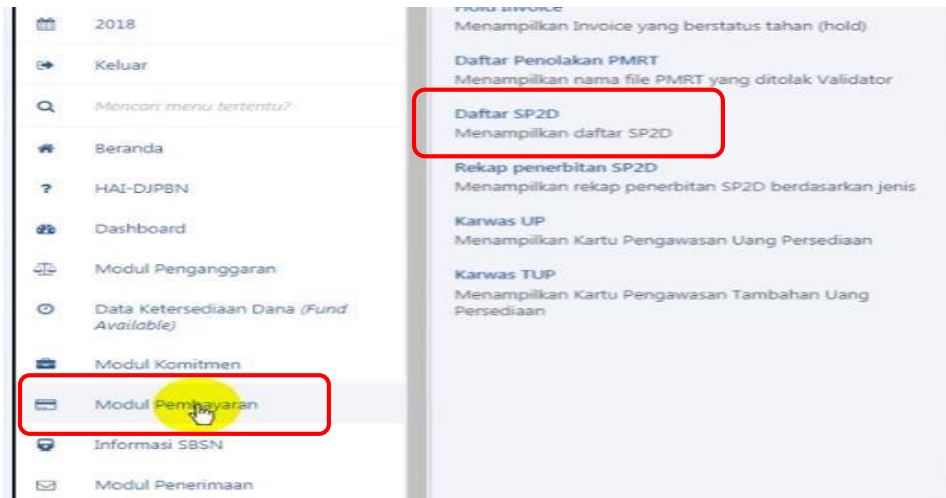 2018
Keluar
Mencari menu tertentu?
Beranda
HAI-DJPBN
Dashboard
Modul Penganggaran
Data Ketersediaan Dana (Fund
Available)
Modul Komitmen
Modul Pembayaran
Informasi SBSN
Modul Penerimaan
Hold Invoice
Menampilkan Invoice yang berstatus tahan (hold)
Daftar Penolakan PMRT
Menampilkan nama file PMRT yang ditolak Validator
Daftar SP2D
Menampilkan daftar SP2D
Rekap penerbitan SP2D
Menampilkan rekap penerbitan SP2D berdasarkan jenis
Karwas UP
Menampilkan Kartu Pengawasan Uang Persediaan
Karwas TUP
Menampilkan Kartu Pengawasan Tambahan Uang
Persediaan